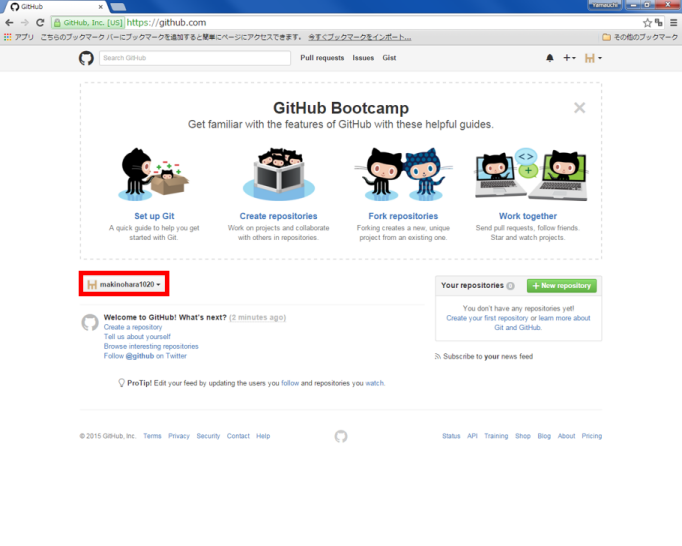 GitHub
Yamauchi
GitHub, Inc. [US] https://github.com
アプリ こちらのブックマーク バーにブックマークを追加すると簡単にページにアクセスできます。 今すぐブックマークをインポート... その他のブックマーク
Search GitHub Pull requests Issues Gist
GitHub Bootcamp
Get familiar with the features of GitHub with these helpful guides.
Set up Git
A quick guide to help you get
started with Git.
Create repositories
Work on projects and collaborate
with others in repositories.
Fork repositories
Forking creates a new, unique
project from an existing one.
Work together
Send pull requests, follow friends.
Star and watch projects.
makinohara1020
Welcome to GitHub! What's next? (2 minutes ago)
Create a repository
Tell us about yourself
Browse interesting repositories
Follow @github on Twitter
ProTip! Edit your feed by updating the users you follow and repositories you watch.
Your repositories 0 + New repository
You don't have any repositories yet!
Create your first repository or learn more about
Git and GitHub.
Subscribe to your news feed
© 2015 GitHub, Inc. Terms Privacy Security Contact Help
Status API Training Shop Blog About Pricing